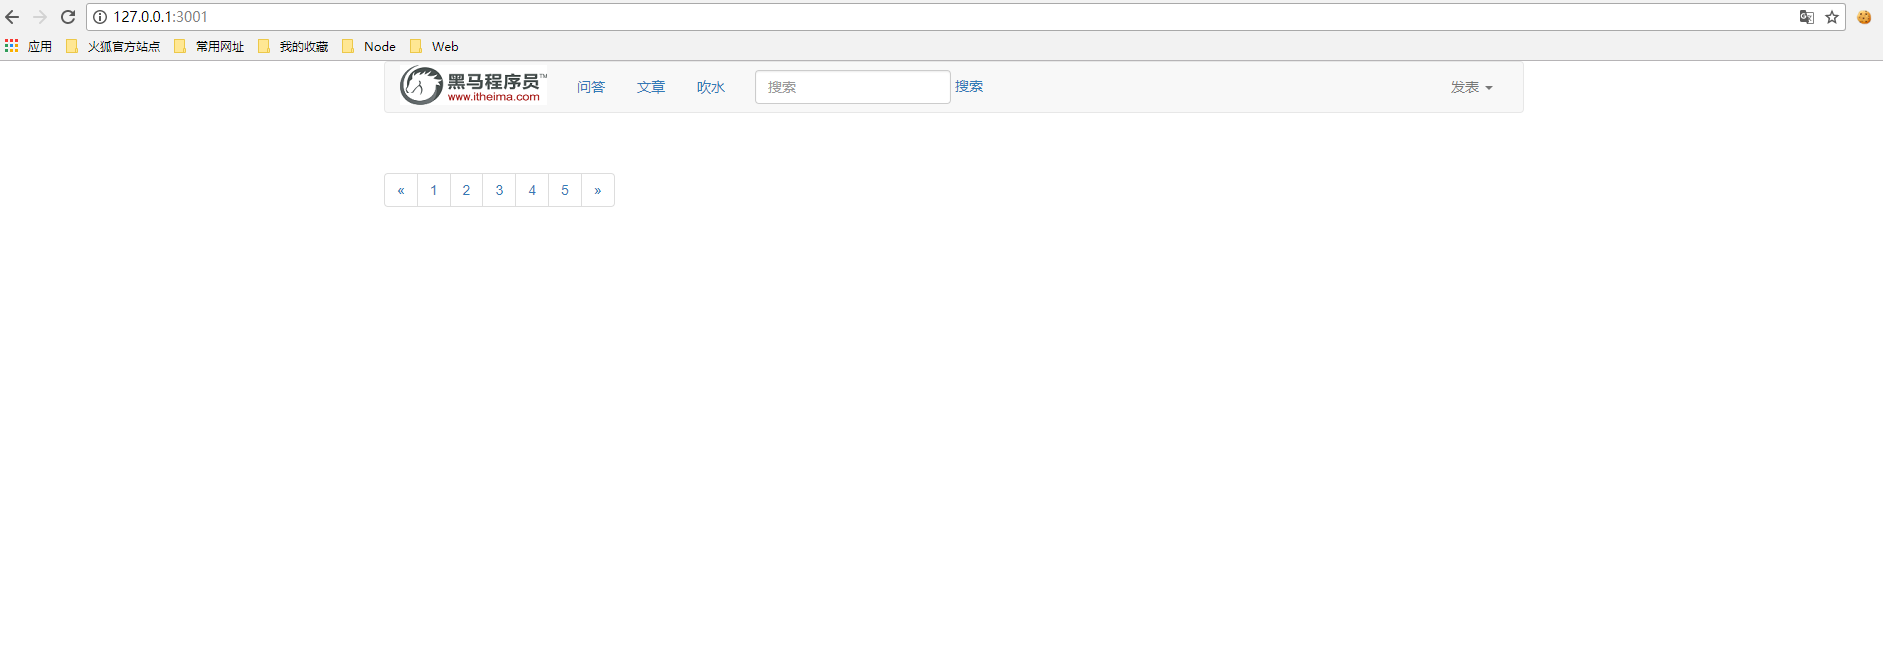 127.0.0.1:3001
应用 火狐官方站点 常用网址 我的收藏 Node Web
黑马程序员™ 问答 文章 吹水 搜索 搜索 发表
www.itheima.com
« 1 2 3 4 5 »